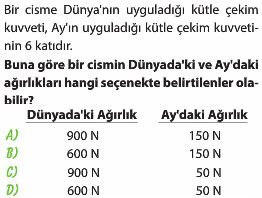 Bir cisme Dünya'nın uyguladığı kütle çekim
kuvveti, Ay'ın uyguladığı kütle çekim kuvveti-
nin 6 katıdır.
Buna göre bir cismin Dünyada'ki ve Ay'daki
ağırlıkları hangi seçenekte belirtilenler ola-
bilir?
Dünyada'ki Ağırlık Ay'daki Ağırlık
A) 900 N 150 N
B) 600 N 150 N
C) 900 N 50 N
D) 600 N 50 N